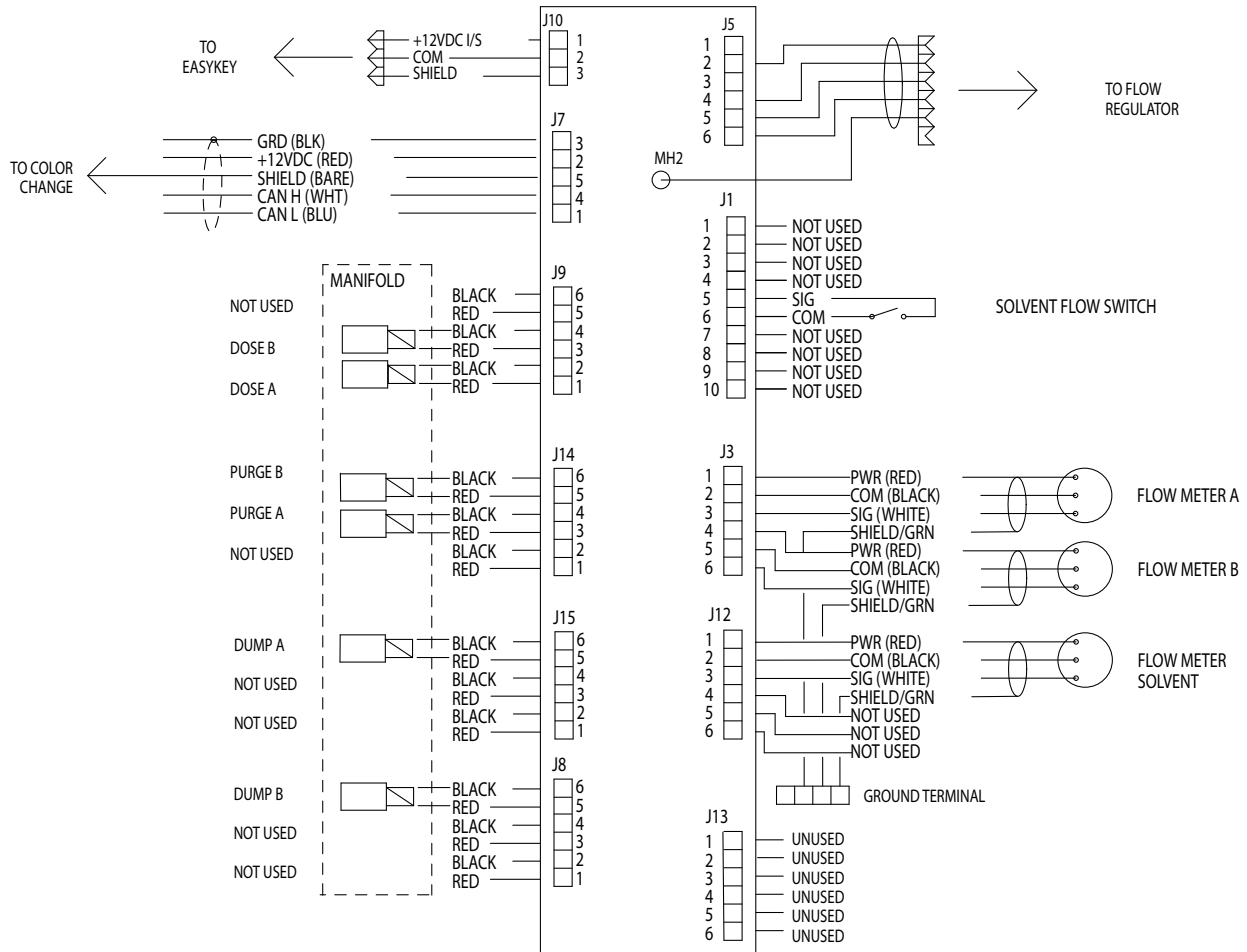 TO
EASYKEY
+12VDC I/S
COM
SHIELD
J10
1
2
3
TO COLOR
CHANGE
GRD (BLK)
+12VDC (RED)
SHIELD (BARE)
CAN H (WHT)
CAN L (BLU)
J7
3
2
5
4
1
MANIFOLD
NOT USED
DOSE B
DOSE A
BLACK
RED
BLACK
RED
BLACK
RED
J9
6
5
4
3
2
1
PURGE B
PURGE A
NOT USED
BLACK
RED
BLACK
RED
BLACK
RED
J14
6
5
4
3
2
1
DUMP A
NOT USED
NOT USED
BLACK
RED
BLACK
RED
BLACK
RED
J15
6
5
4
3
2
1
DUMP B
NOT USED
NOT USED
BLACK
RED
BLACK
RED
BLACK
RED
J8
6
5
4
3
2
1
J5
1
2
3
4
5
6
TO FLOW
REGULATOR
MH2
J1
1 NOT USED
2 NOT USED
3 NOT USED
4 NOT USED
5 SIG
6 COM
7 NOT USED
8 NOT USED
9 NOT USED
10 NOT USED
SOLVENT FLOW SWITCH
J3
1
2
3
4
5
6
PWR (RED)
COM (BLACK)
SIG (WHITE)
SHIELD/GRN
PWR (RED)
COM (BLACK)
SIG (WHITE)
SHIELD/GRN
FLOW METER A
FLOW METER B
J12
1
2
3
4
5
6
PWR (RED)
COM (BLACK)
SIG (WHITE)
SHIELD/GRN
NOT USED
NOT USED
NOT USED
FLOW METER
SOLVENT
GROUND TERMINAL
J13
1 UNUSED
2 UNUSED
3 UNUSED
4 UNUSED
5 UNUSED
6 UNUSED